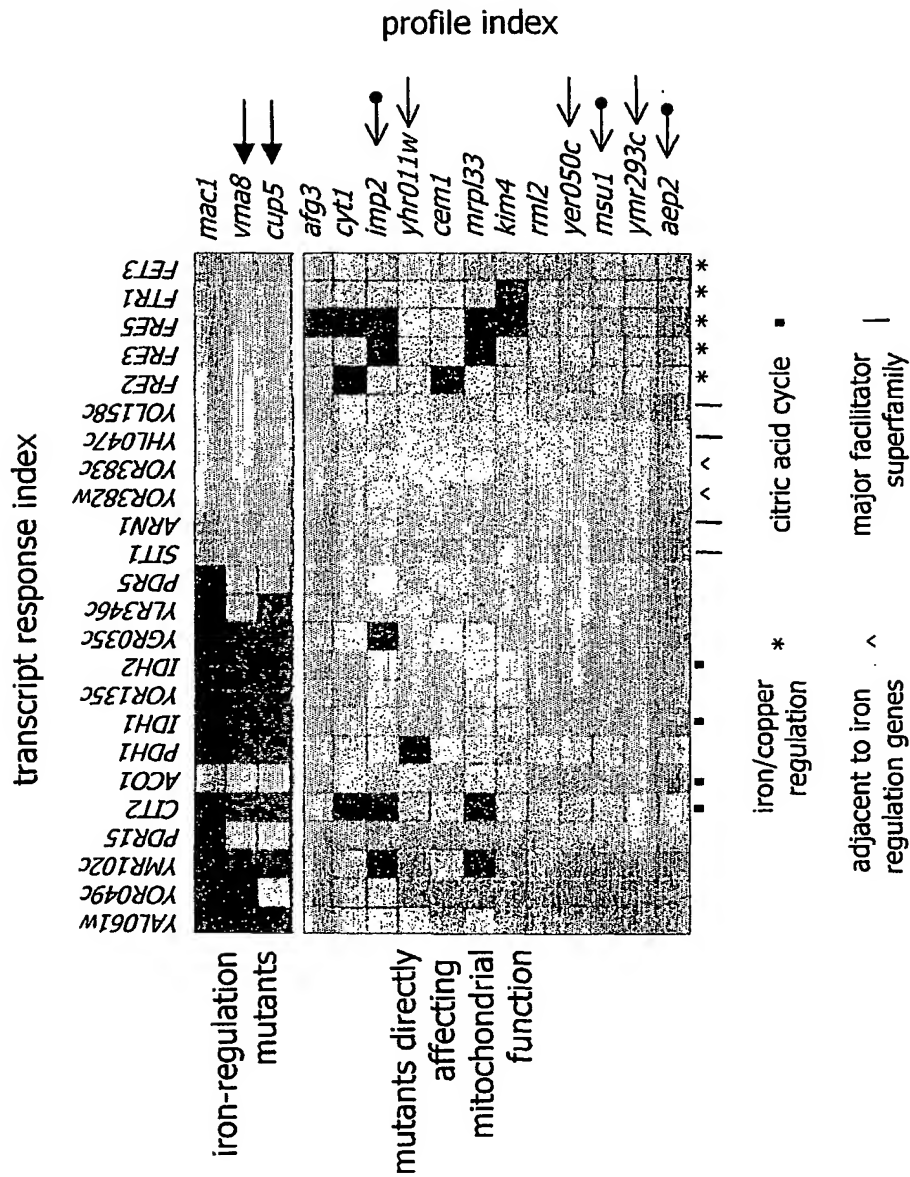 transcript response index
YAL061w
YOR049c
YMR102c
PDR15
CIT2
ACO1
PDH1
IDH1
YOR135c
IDH2
YGR035c
YLR346c
PDR5
SIT1
ARN1
YOR382w
YOR383c
YHL047c
YOL158c
FRE2
FRE3
FRE5
FTR1
FET3
profile index
iron-regulation
mutants
mac1
vma8
cup5
mutants directly
affecting
mitochondrial
function
afg3
cyt1
imp2
yhr011w
cem1
mrpl33
kim4
rml2
yer050c
msu1
ymr293c
aep2
iron/copper *
regulation
citric acid cycle ▪
adjacent to iron ^
regulation genes
major facilitator |
superfamily